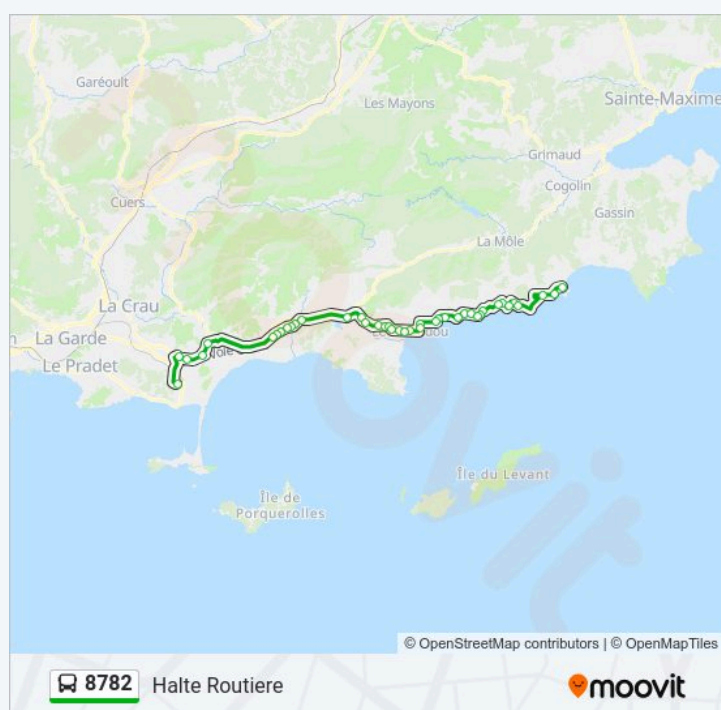 Garéoult
Les Mayons
Sainte-Maxime
Grimaud
Cuers
Cogolin
Gassin
La Môle
La Crau
La Garde
Le Pradet
Île du Levant
Île de
Porquerolles
© OpenStreetMap contributors | © OpenMapTiles
8782 Halte Routiere
moovit